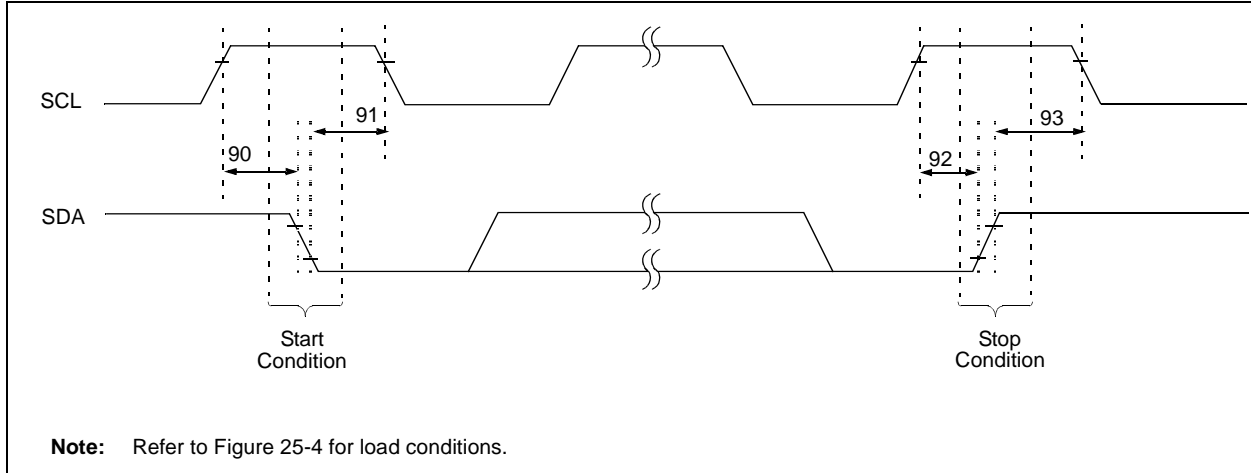 SCL
91
93
90
92
SDA
Start
Condition
Stop
Condition
Note: Refer to Figure 25-4 for load conditions.